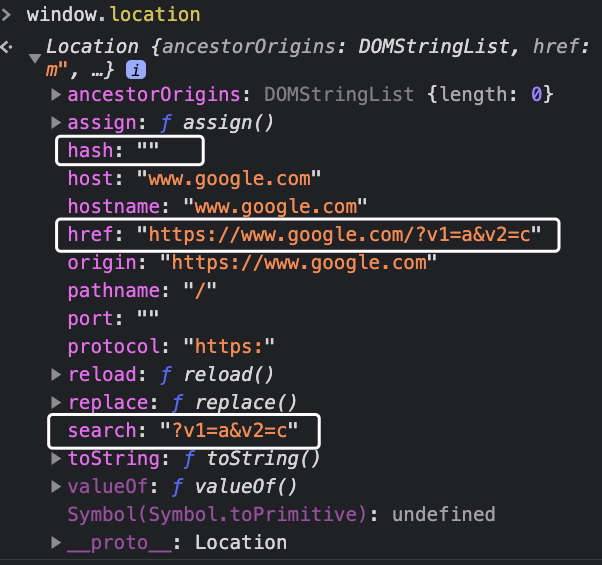 > window.location
Location {ancestorOrigins: DOMStringList, href:
m", …} i
ancestorOrigins: DOMStringList {length: 0}
assign: ƒ assign()
hash: ""
host: "www.google.com"
hostname: "www.google.com"
href: "https://www.google.com/?v1=a&v2=c"
origin: "https://www.google.com"
pathname: "/"
port: ""
protocol: "https:"
reload: ƒ reload()
replace: ƒ replace()
search: "?v1=a&v2=c"
toString: ƒ toString()
valueOf: ƒ valueOf()
Symbol(Symbol.toPrimitive): undefined
__proto__: Location